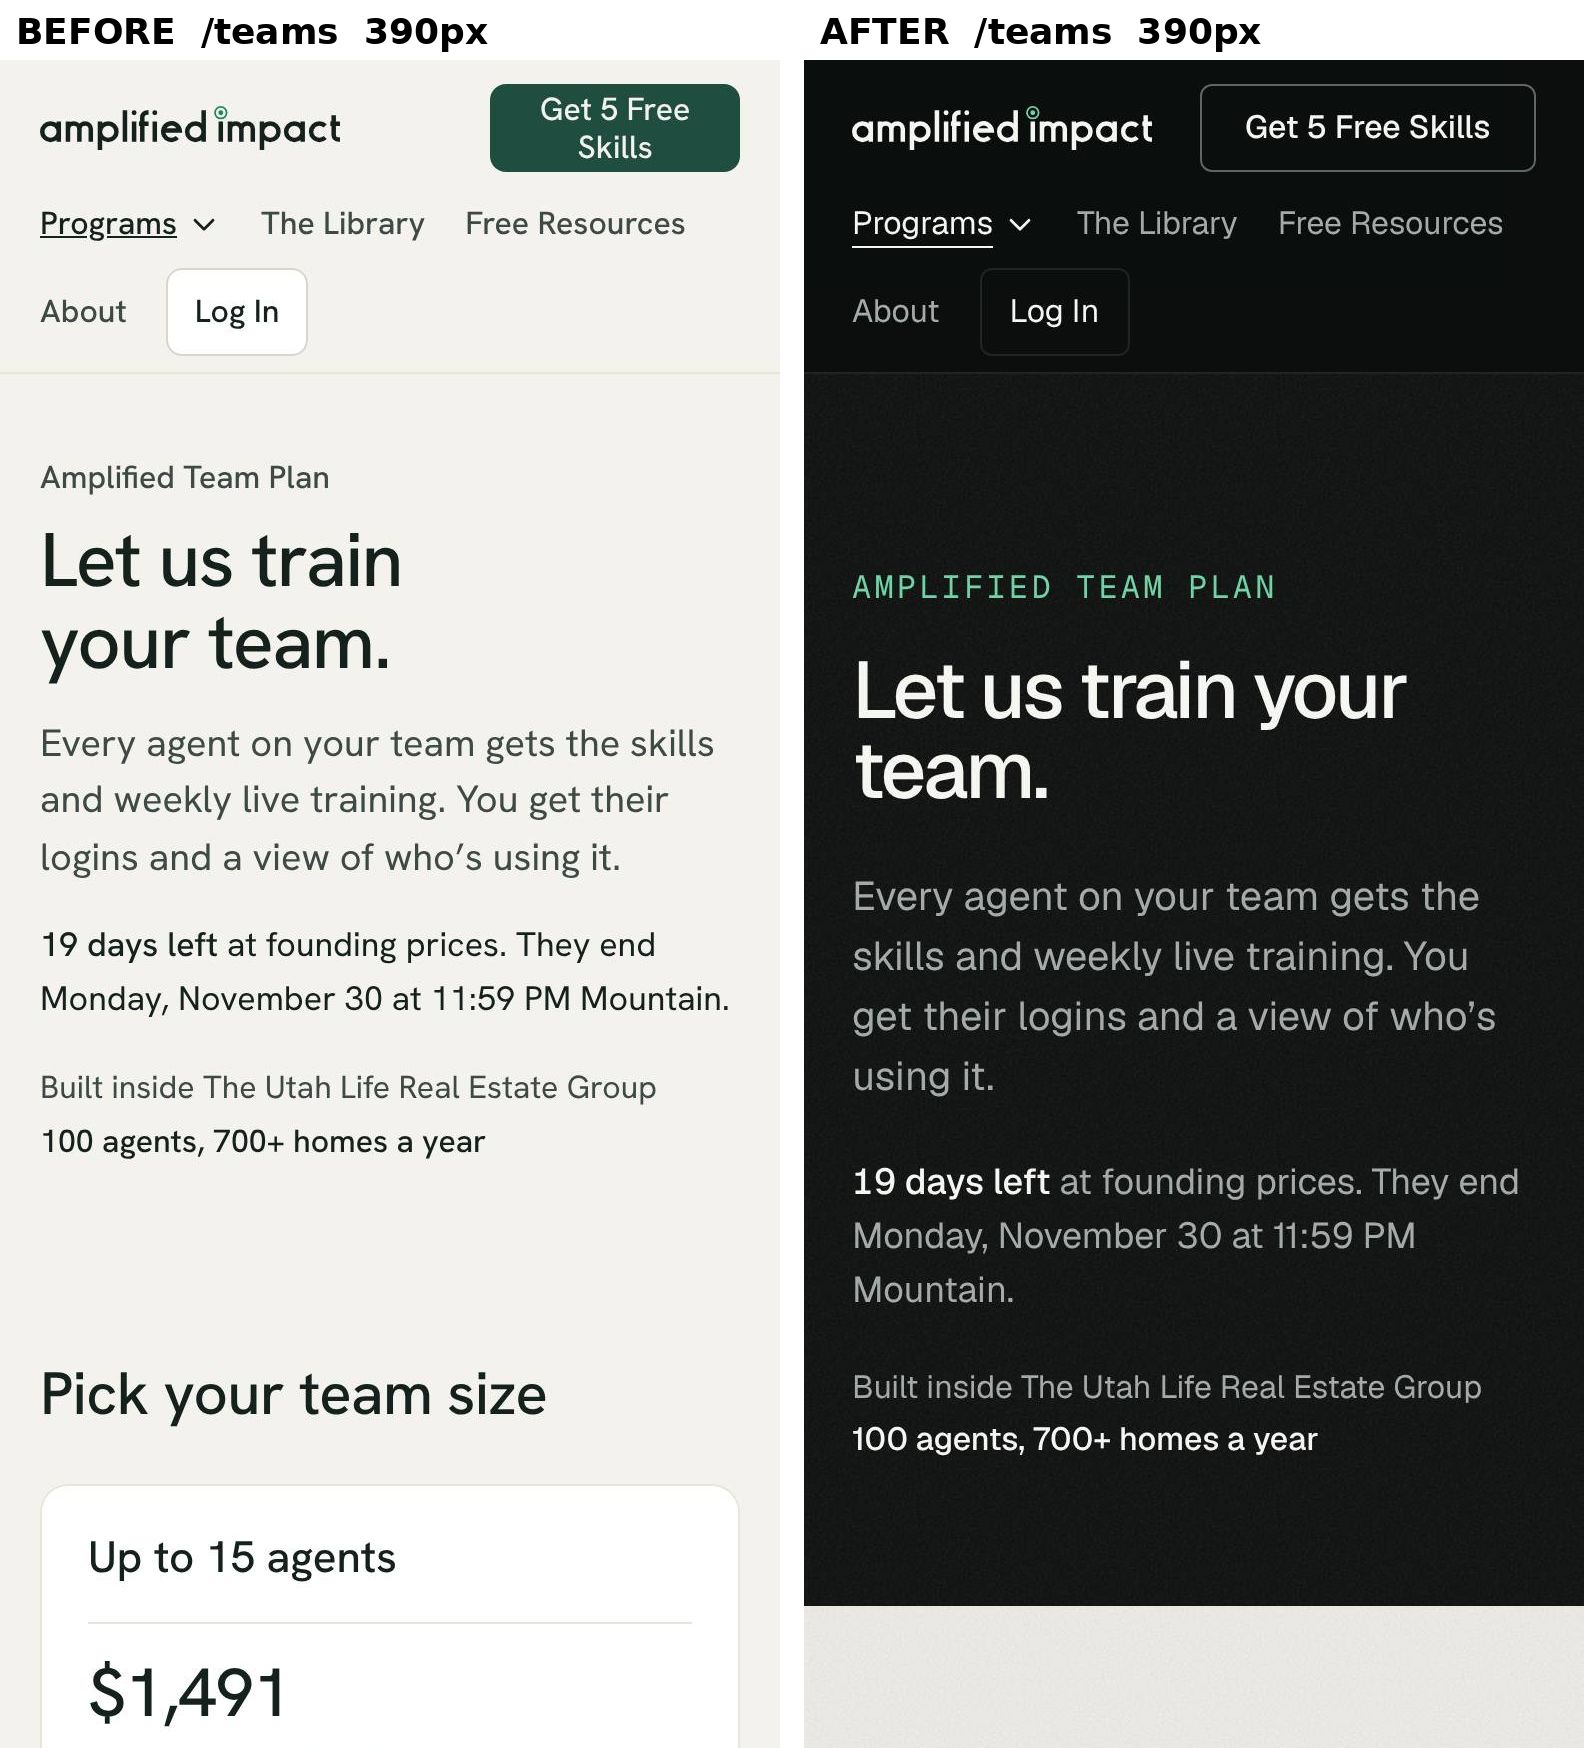 BEFORE /teams 390px
amplified impact
Get 5 Free
Skills
Programs
The Library
Free Resources
About
Log In
Amplified Team Plan
Let us train
your team.
Every agent on your team gets the skills
and weekly live training. You get their
logins and a view of who’s using it.
19 days left at founding prices. They end
Monday, November 30 at 11:59 PM Mountain.
Built inside The Utah Life Real Estate Group
100 agents, 700+ homes a year
Pick your team size
Up to 15 agents
$1,491
AFTER /teams 390px
amplified impact
Get 5 Free Skills
Programs
The Library
Free Resources
About
Log In
AMPLIFIED TEAM PLAN
Let us train your
team.
Every agent on your team gets the
skills and weekly live training. You
get their logins and a view of who’s
using it.
19 days left at founding prices. They end
Monday, November 30 at 11:59 PM
Mountain.
Built inside The Utah Life Real Estate Group
100 agents, 700+ homes a year